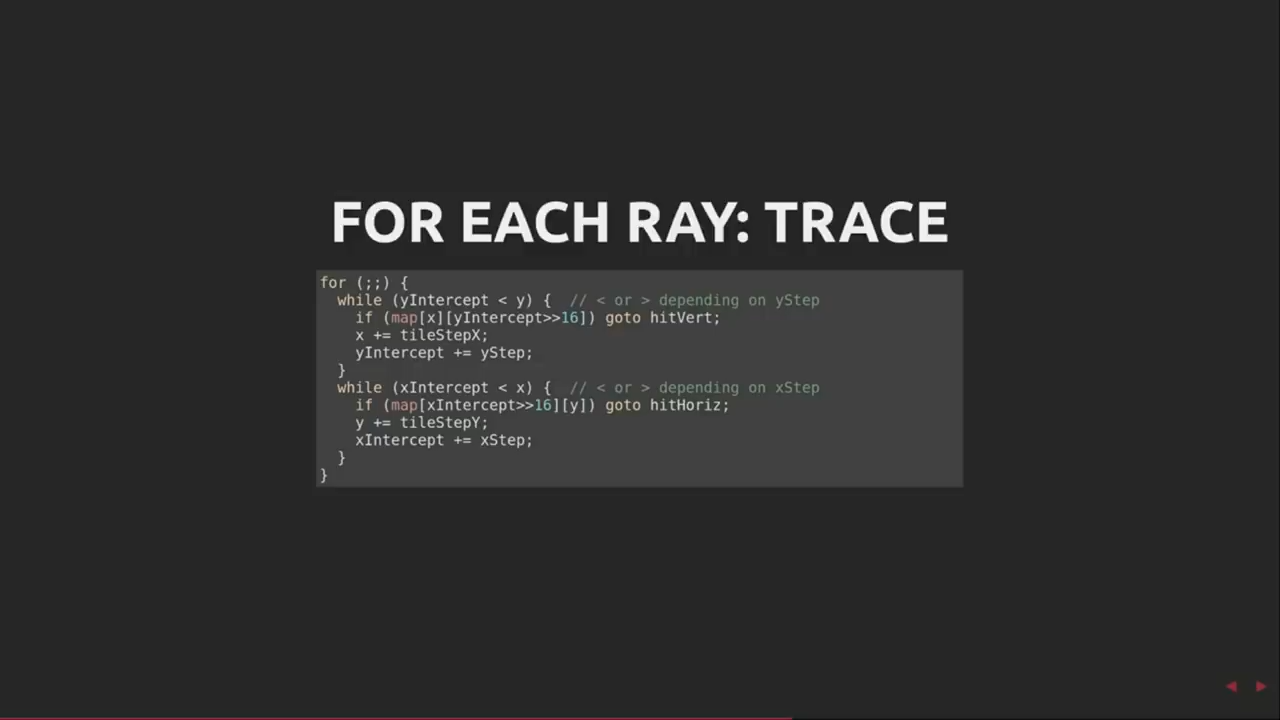 FOR EACH RAY: TRACE
for (;;) {
  while (yIntercept < y) {  // < or > depending on yStep
    if (map[x][yIntercept>>16]) goto hitVert;
    x += tileStepX;
    yIntercept += yStep;
  }
  while (xIntercept < x) {  // < or > depending on xStep
    if (map[xIntercept>>16][y]) goto hitHoriz;
    y += tileStepY;
    xIntercept += xStep;
  }
}